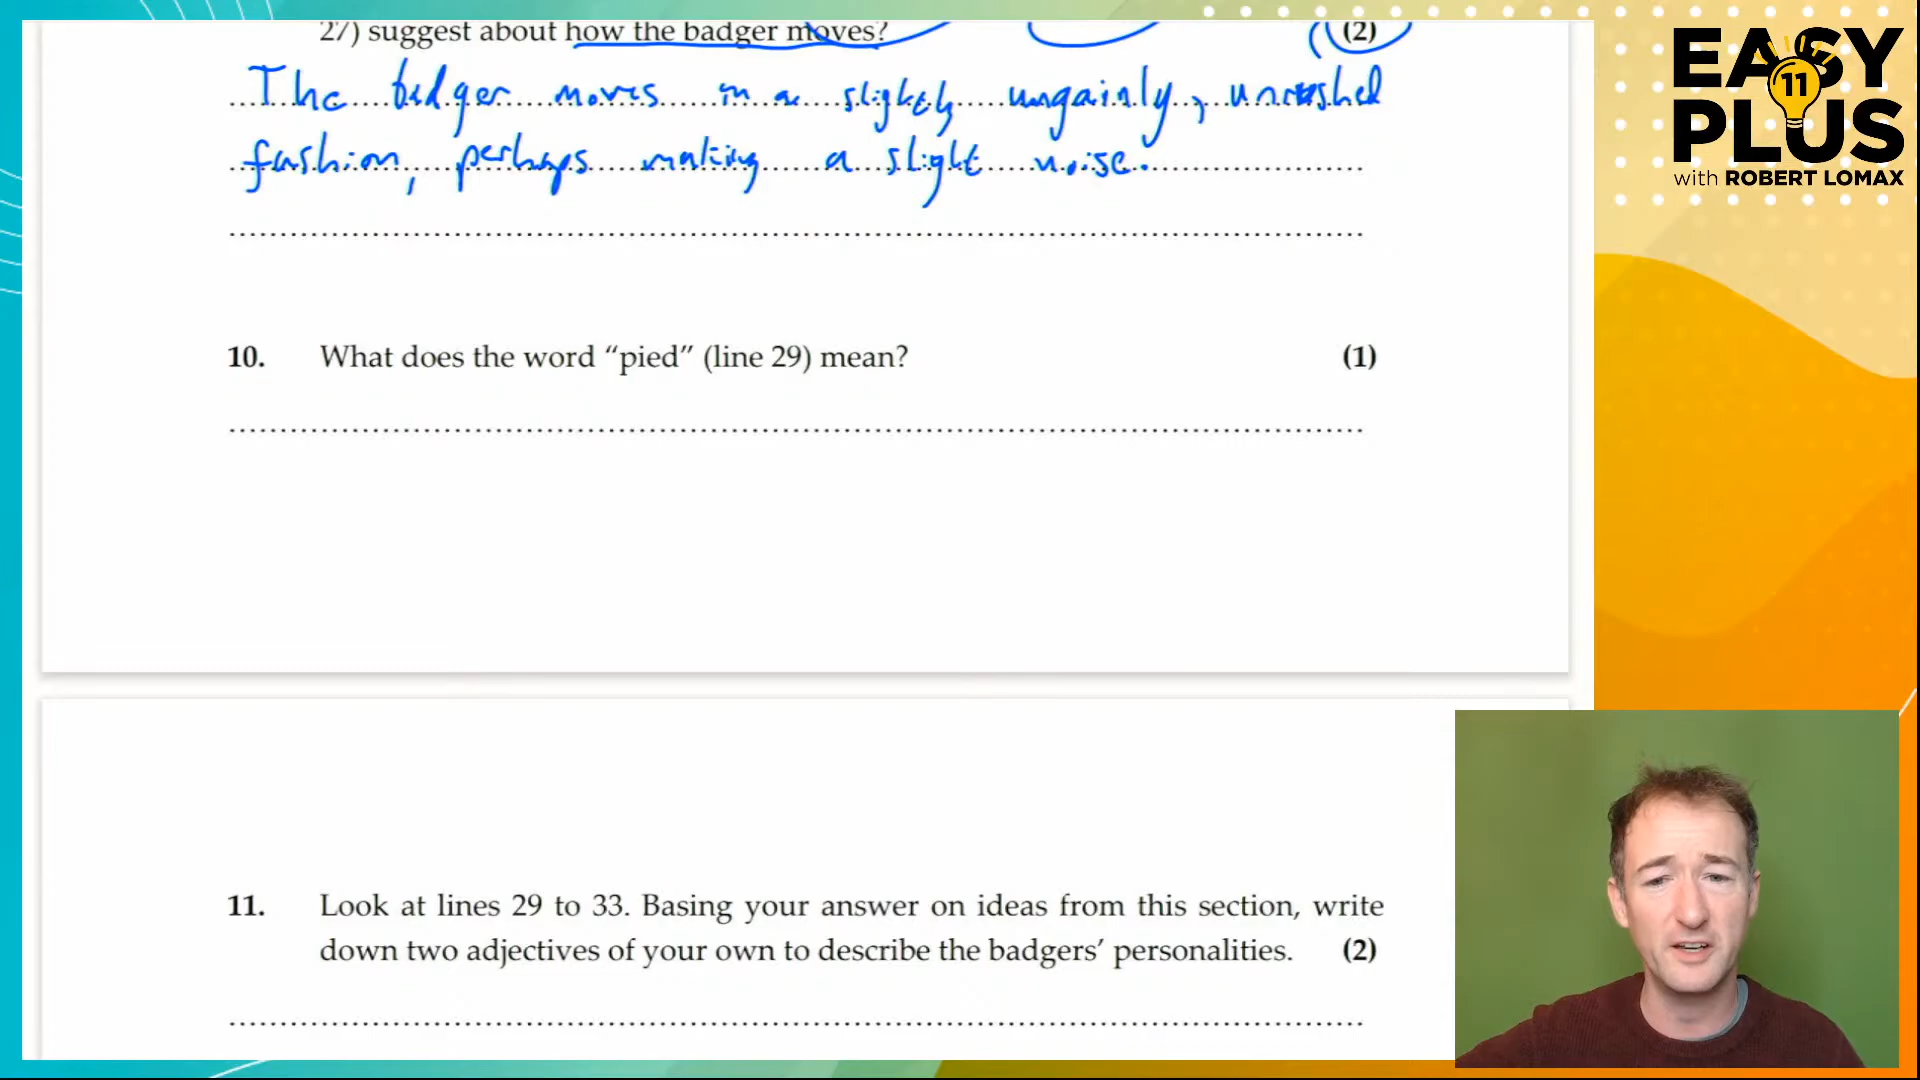 27) suggest about how the badger moves? (2)
The badger moves in a slightly ungainly, unrushed
fashion, perhaps making a slight noise.
10. What does the word “pied” (line 29) mean? (1)
11. Look at lines 29 to 33. Basing your answer on ideas from this section, write
down two adjectives of your own to describe the badgers’ personalities. (2)
EASY
11
PLUS
with ROBERT LOMAX